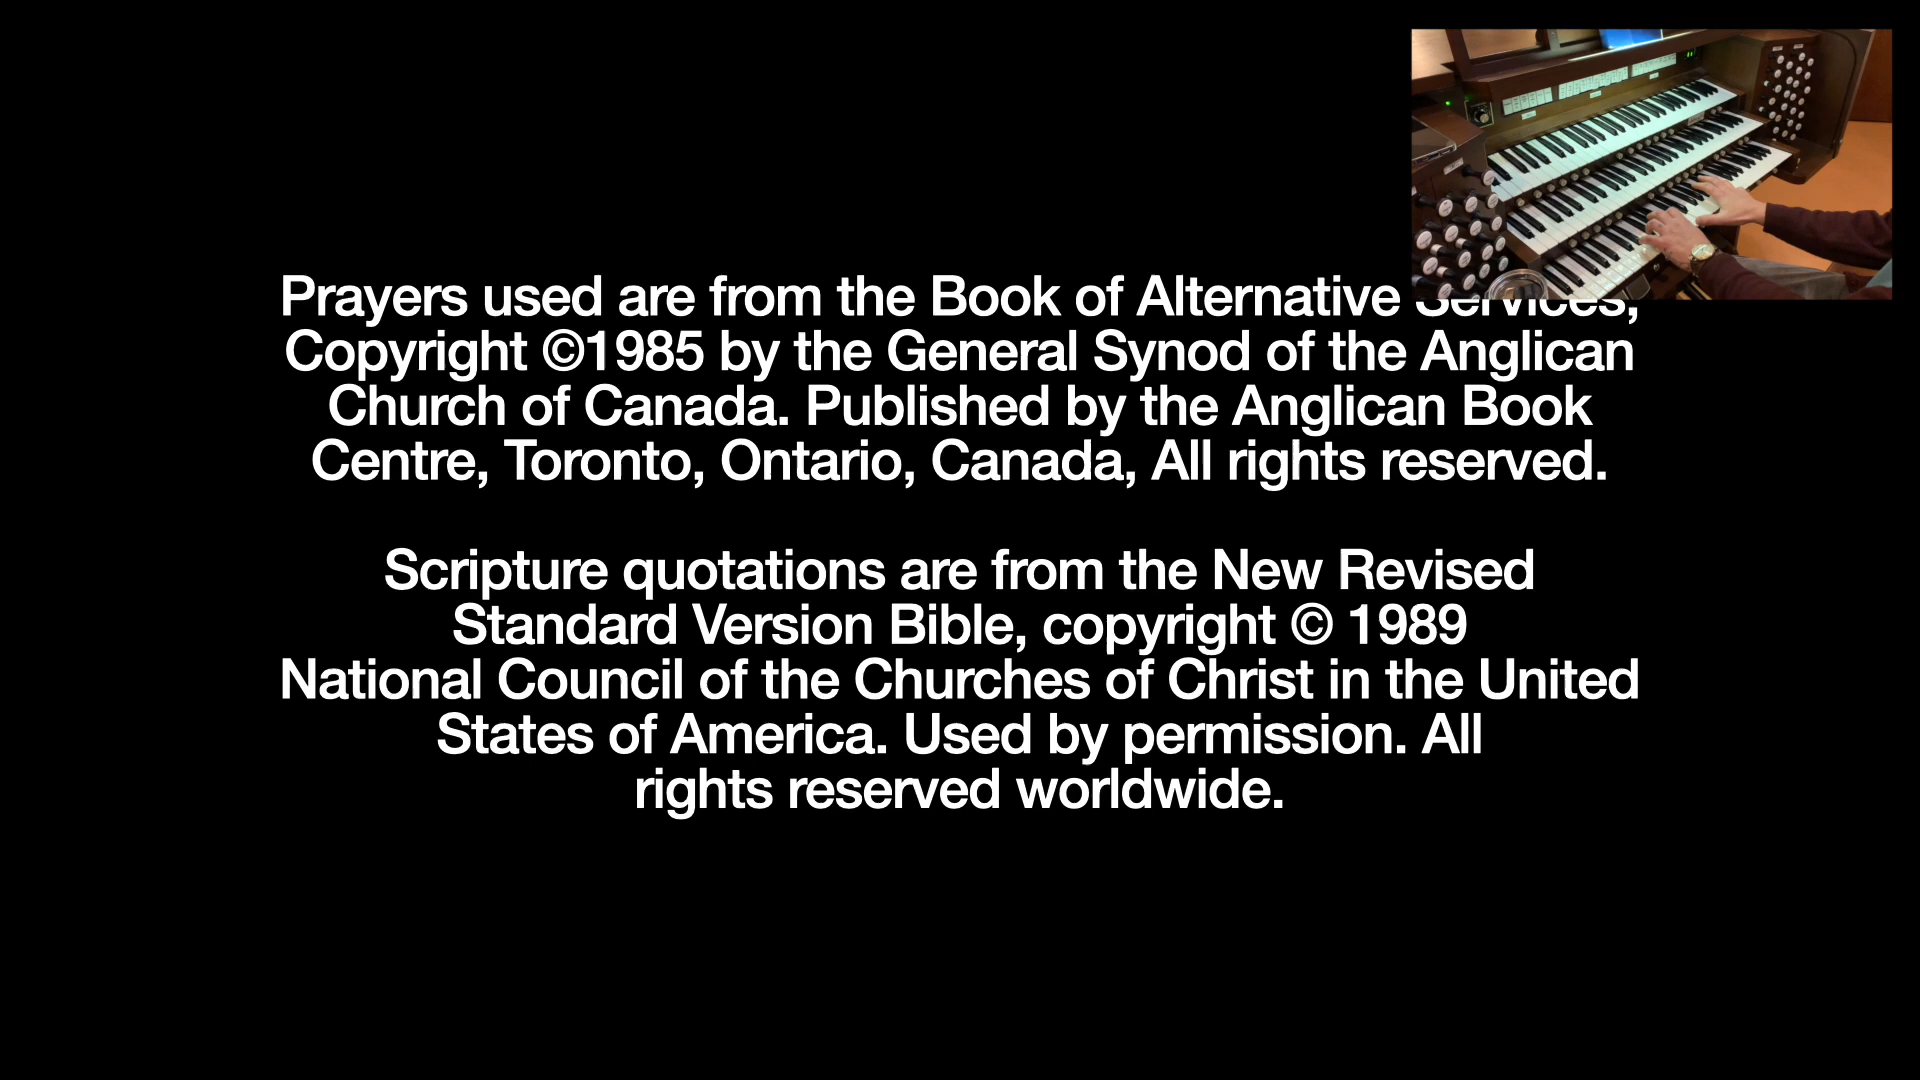 Prayers used are from the Book of Alternative Services,
Copyright ©1985 by the General Synod of the Anglican
Church of Canada. Published by the Anglican Book
Centre, Toronto, Ontario, Canada, All rights reserved.
Scripture quotations are from the New Revised
Standard Version Bible, copyright © 1989
National Council of the Churches of Christ in the United
States of America. Used by permission. All
rights reserved worldwide.